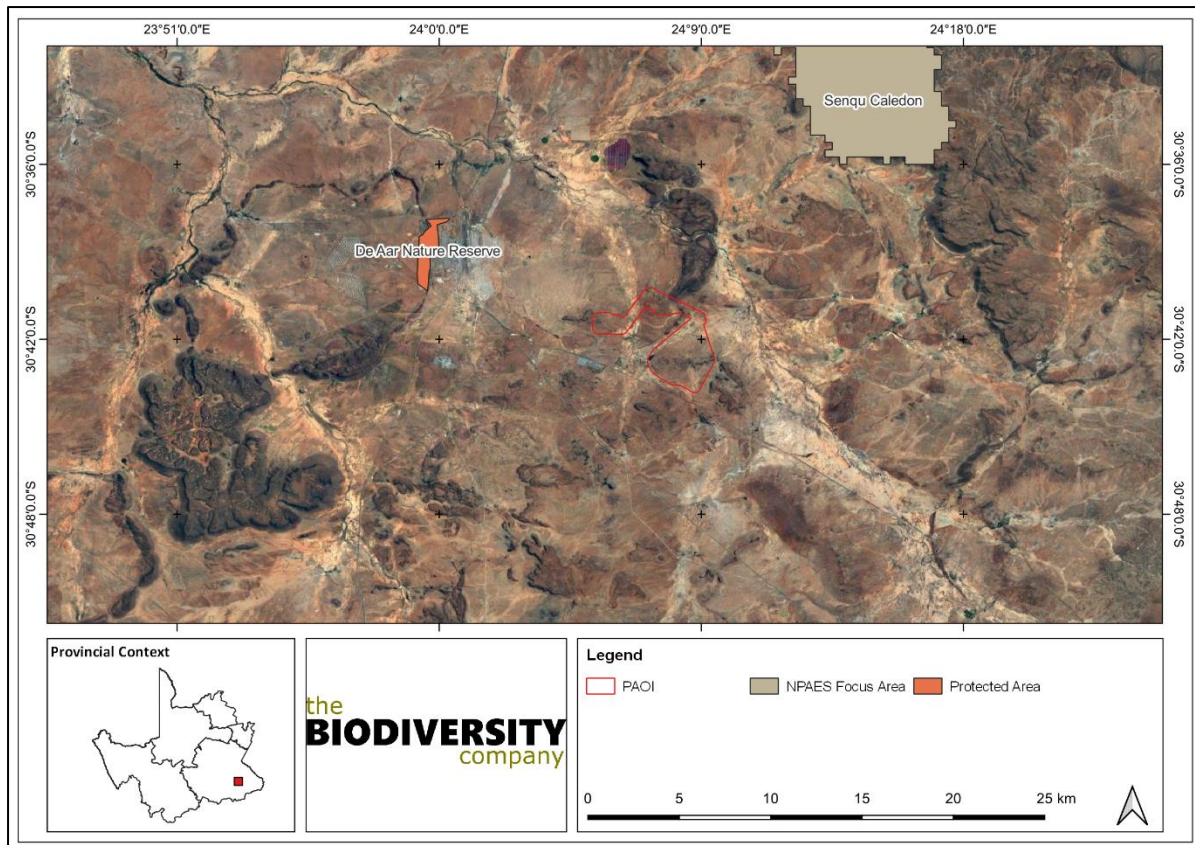 23°51'0.0"E
24°0'0.0"E
24°9'0.0"E
24°18'0.0"E
Senqu Caledon
30°36'0.0"S
30°36'0.0"S
De Aar Nature Reserve
30°42'0.0"S
30°42'0.0"S
30°48'0.0"S
30°48'0.0"S
Provincial Context
the
BIODIVERSITY
company
Legend
PAOI
NPAES Focus Area
Protected Area
0 5 10 15 20 25 km